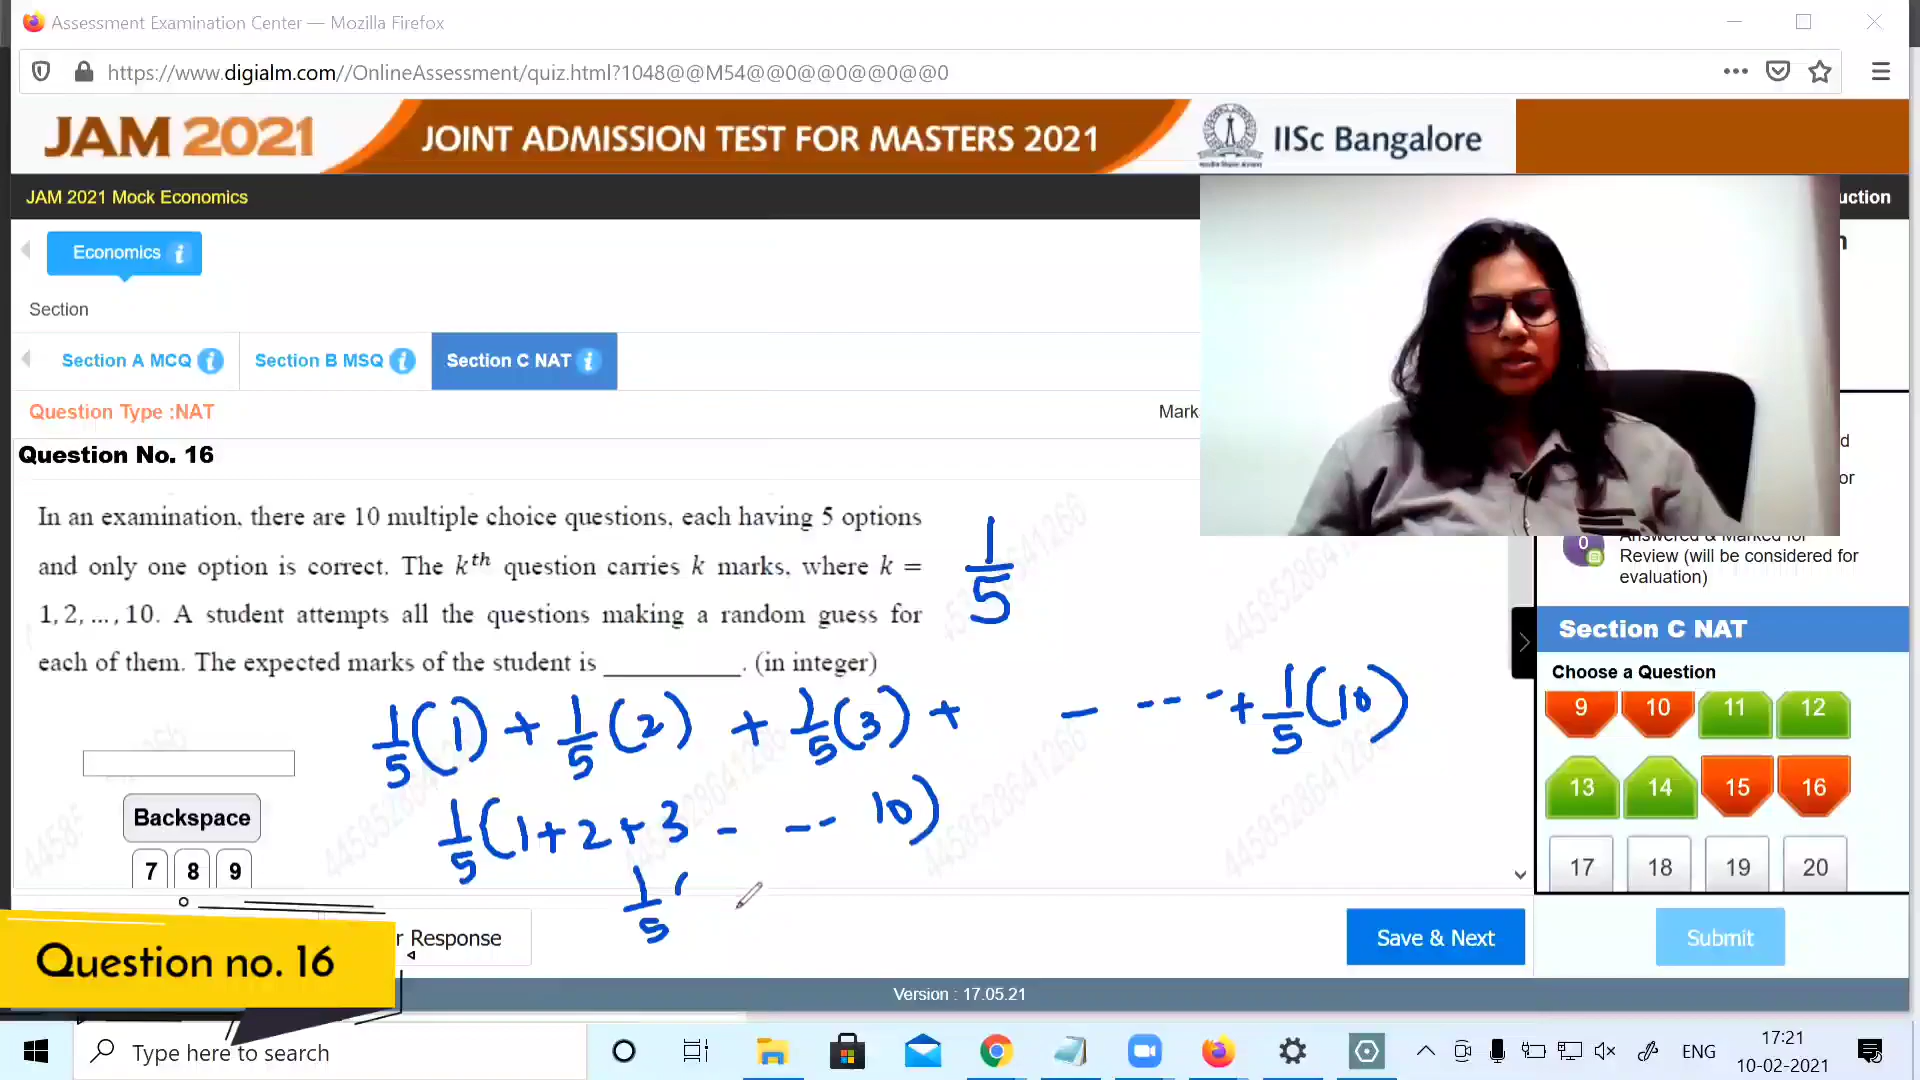 Assessment Examination Center — Mozilla Firefox
https://www.digialm.com//OnlineAssessment/quiz.html?1048@@M54@@0@@0@@0@@0
JAM 2021
JOINT ADMISSION TEST FOR MASTERS 2021
IISc Bangalore
JAM 2021 Mock Economics
uction
n
Economics i
Section
Section A MCQ i Section B MSQ i Section C NAT i
Question Type :NAT
Mark
Question No. 16
d
or
In an examination, there are 10 multiple choice questions, each having 5 options
and only one option is correct. The kᵗʰ question carries k marks, where k =
1, 2, ..., 10. A student attempts all the questions making a random guess for
each of them. The expected marks of the student is __________. (in integer)
1/5
1/5 (1) + 1/5 (2) + 1/5 (3) + - - - - + 1/5 (10)
1/5 (1+2+3 - - - 10)
1/5 (
0
Answered & Marked for
Review (will be considered for
evaluation)
Section C NAT
Choose a Question
9 10 11 12
13 14 15 16
17 18 19 20
Backspace
7 8 9
r Response
Save & Next
Submit
Question no. 16
Version : 17.05.21
Type here to search
ENG
17:21
10-02-2021